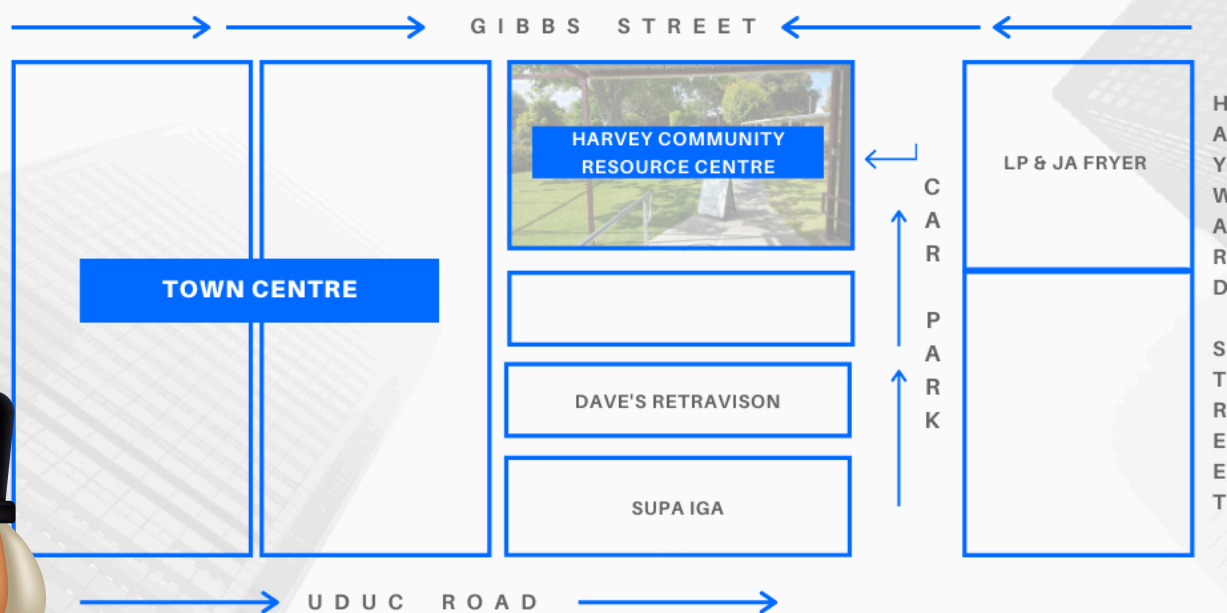 GIBBS STREET
HARVEY COMMUNITY
RESOURCE CENTRE
LP & JA FRYER
CAR PARK
HAYWARD STREET
TOWN CENTRE
DAVE'S RETRAVISON
SUPA IGA
UDUC ROAD